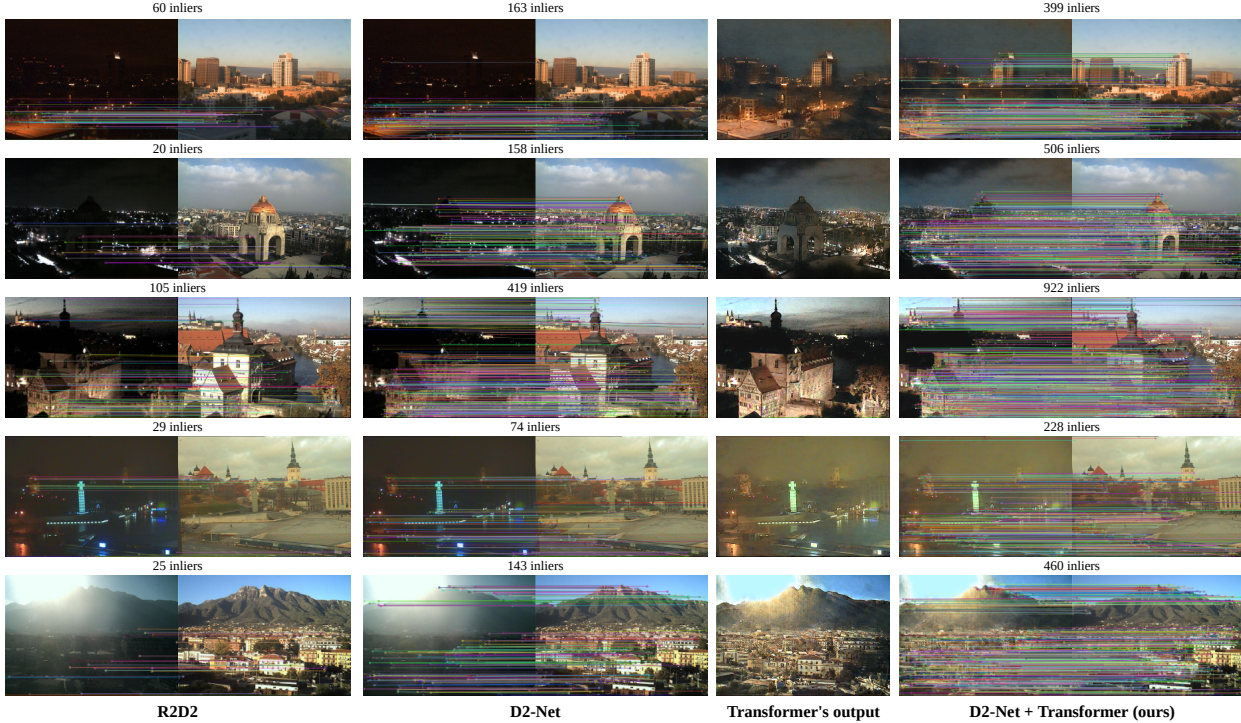 60 inliers 163 inliers 399 inliers
20 inliers 158 inliers 506 inliers
105 inliers 419 inliers 922 inliers
29 inliers 74 inliers 228 inliers
25 inliers 143 inliers 460 inliers
R2D2 D2-Net Transformer's output D2-Net + Transformer (ours)